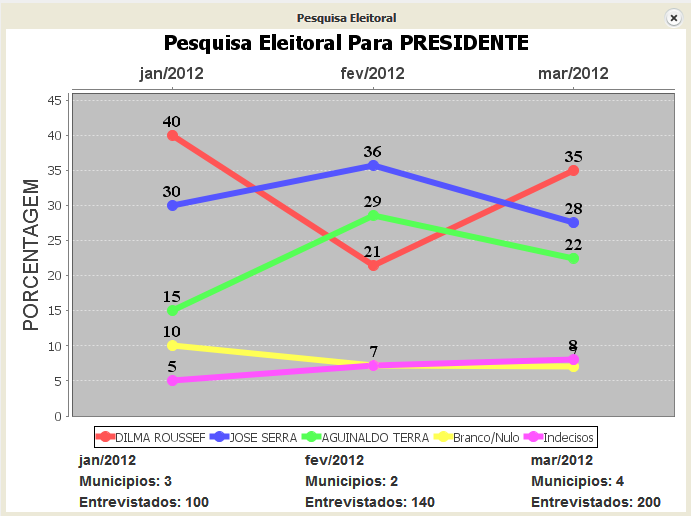 Pesquisa Eleitoral
Pesquisa Eleitoral Para PRESIDENTE
jan/2012 fev/2012 mar/2012
PORCENTAGEM
45
40
35
30
25
20
15
10
5
0
40 36 35
30 29 28
21 22
15
10
7 8
5 7
DILMA ROUSSEF JOSE SERRA AGUINALDO TERRA Branco/Nulo Indecisos
jan/2012 fev/2012 mar/2012
Municipios: 3 Municipios: 2 Municipios: 4
Entrevistados: 100 Entrevistados: 140 Entrevistados: 200